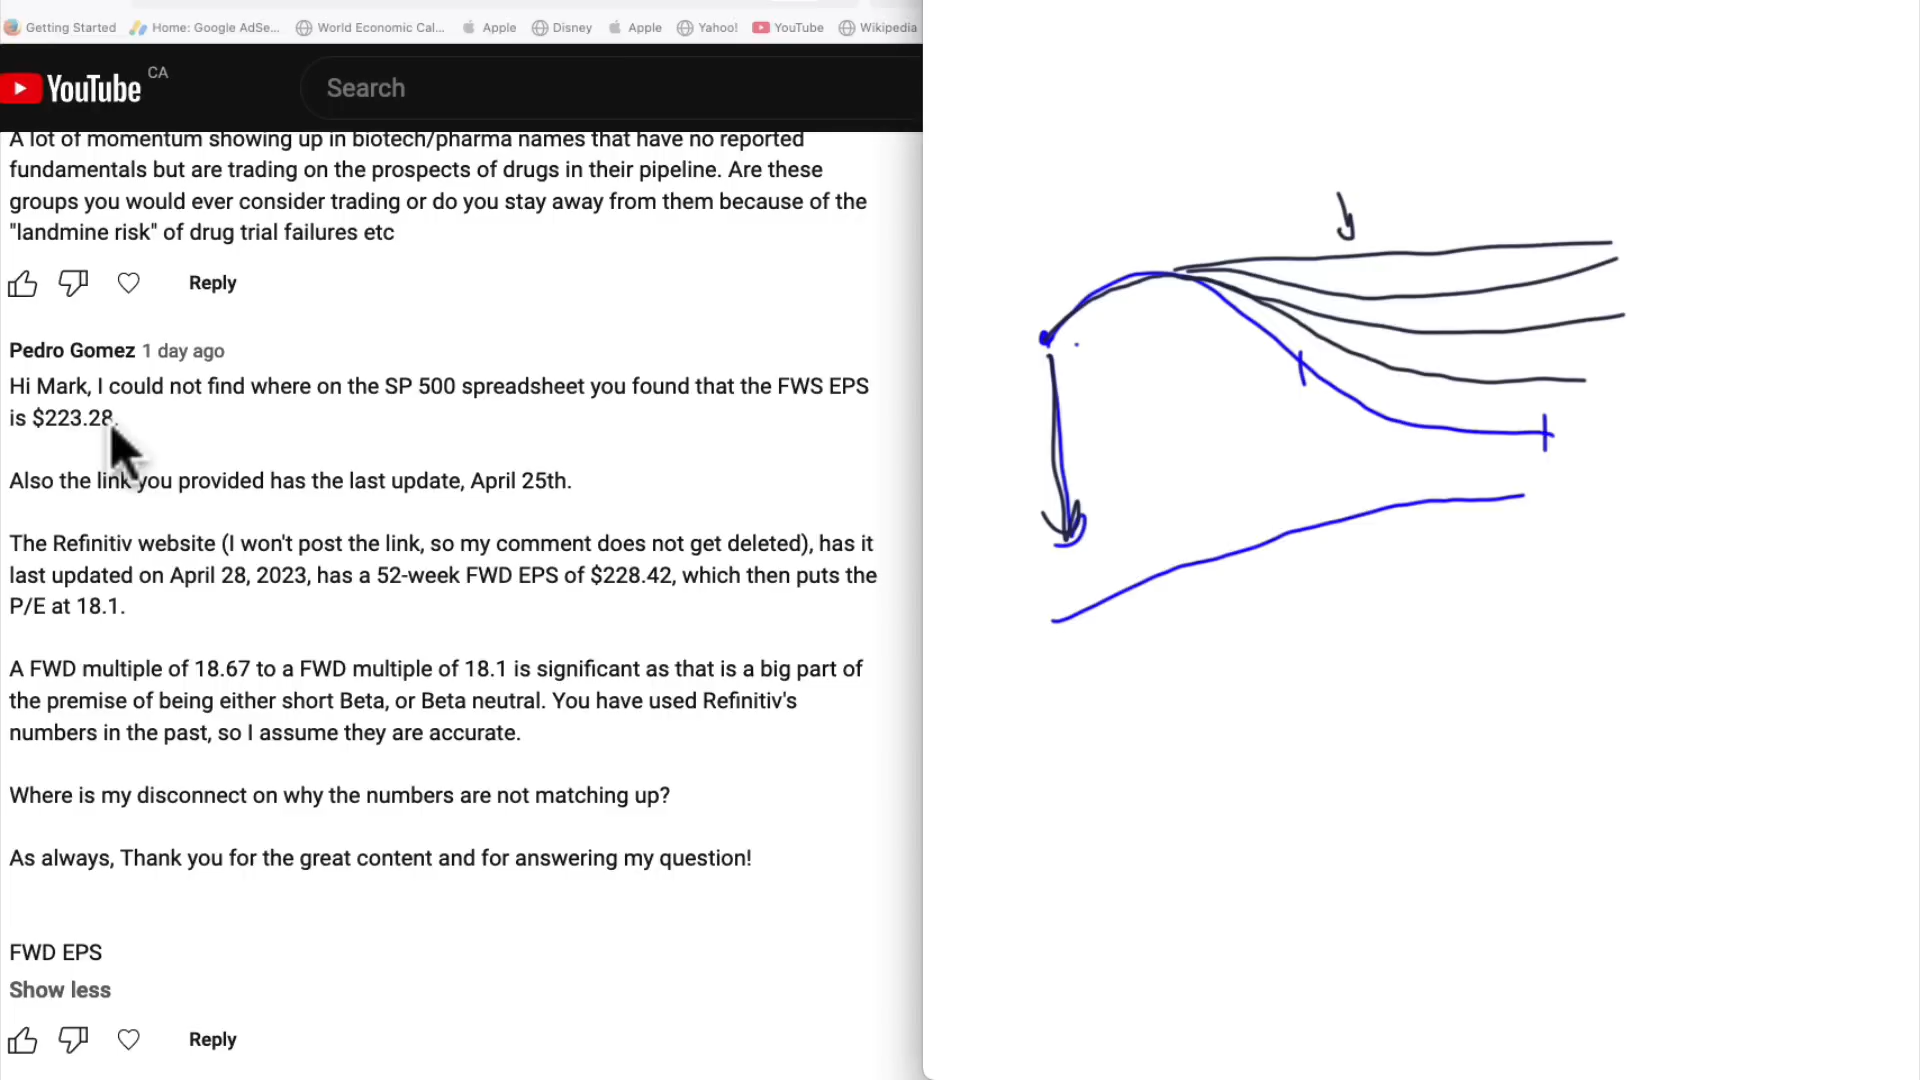 Getting Started Home: Google AdSe... World Economic Cal... Apple Disney Apple Yahoo! YouTube Wikipedia
YouTube CA Search
A lot of momentum showing up in biotech/pharma names that have no reported
fundamentals but are trading on the prospects of drugs in their pipeline. Are these
groups you would ever consider trading or do you stay away from them because of the
"landmine risk" of drug trial failures etc
Reply
Pedro Gomez 1 day ago
Hi Mark, I could not find where on the SP 500 spreadsheet you found that the FWS EPS
is $223.28.
Also the link you provided has the last update, April 25th.
The Refinitiv website (I won't post the link, so my comment does not get deleted), has it
last updated on April 28, 2023, has a 52-week FWD EPS of $228.42, which then puts the
P/E at 18.1.
A FWD multiple of 18.67 to a FWD multiple of 18.1 is significant as that is a big part of
the premise of being either short Beta, or Beta neutral. You have used Refinitiv's
numbers in the past, so I assume they are accurate.
Where is my disconnect on why the numbers are not matching up?
As always, Thank you for the great content and for answering my question!
FWD EPS
Show less
Reply